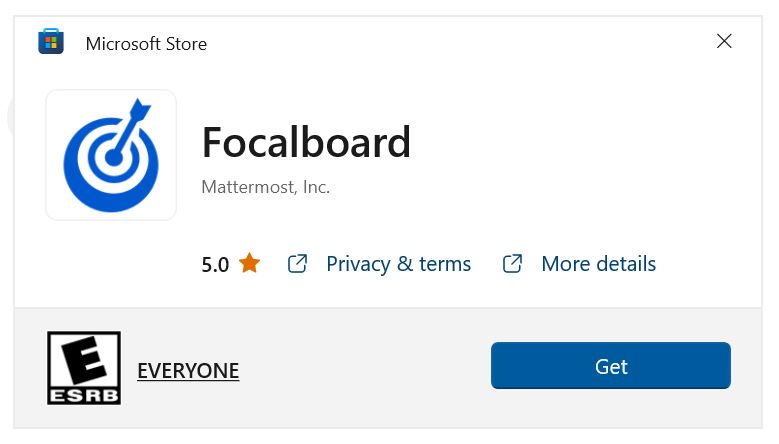 Microsoft Store
Focalboard
Mattermost, Inc.
5.0 Privacy & terms More details
E
ESRB
EVERYONE
Get